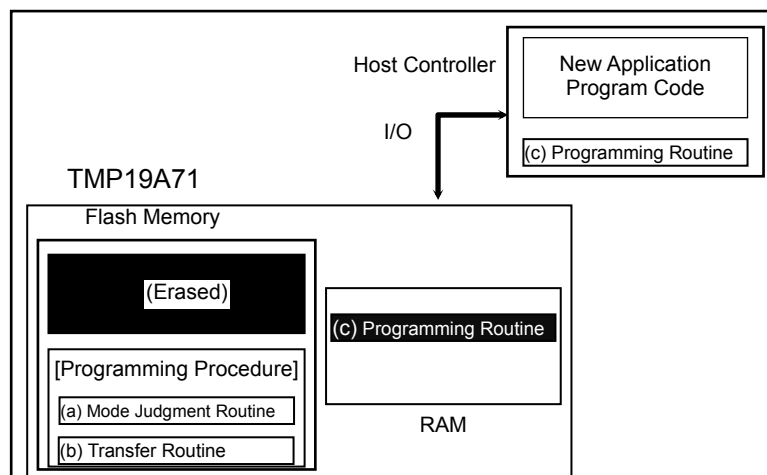 Host Controller
New Application
Program Code
(c) Programming Routine
I/O
TMP19A71
Flash Memory
(Erased)
[Programming Procedure]
(a) Mode Judgment Routine
(b) Transfer Routine
(c) Programming Routine
RAM